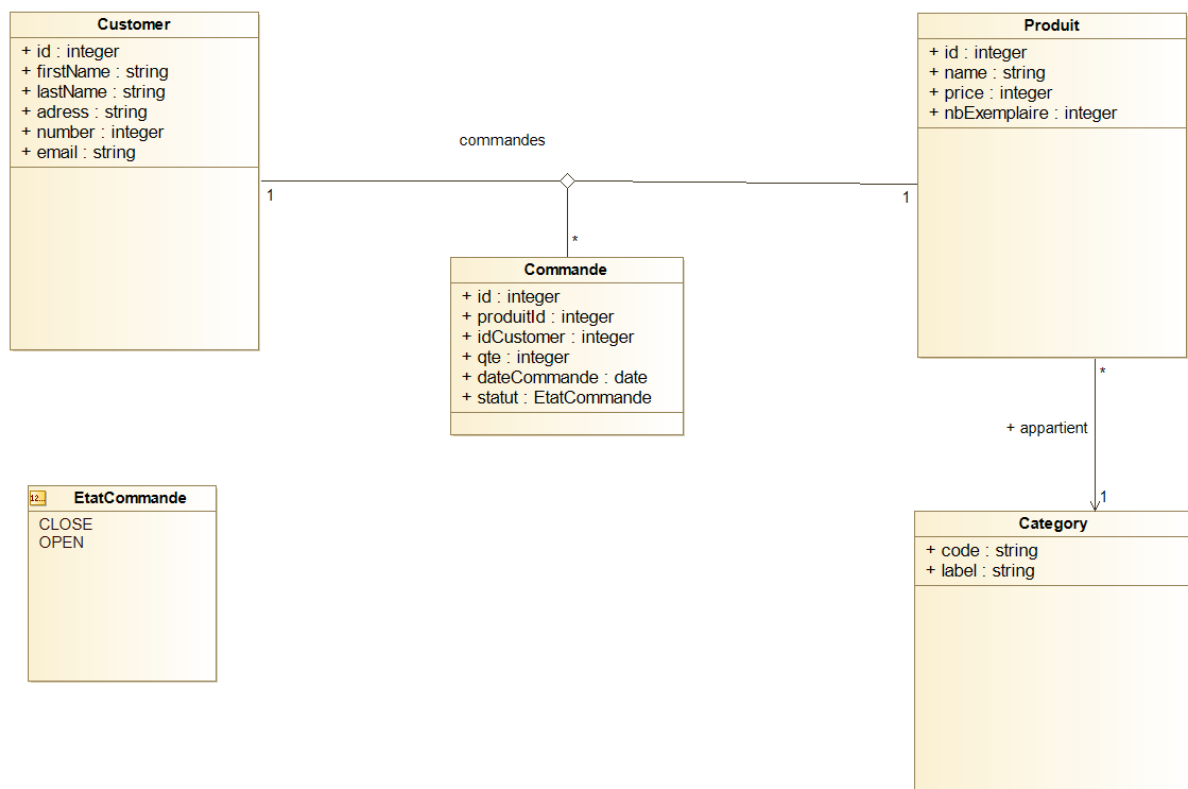 Customer
+ id : integer
+ firstName : string
+ lastName : string
+ adress : string
+ number : integer
+ email : string
Produit
+ id : integer
+ name : string
+ price : integer
+ nbExemplaire : integer
commandes
1
1
*
Commande
+ id : integer
+ produitId : integer
+ idCustomer : integer
+ qte : integer
+ dateCommande : date
+ statut : EtatCommande
*
+ appartient
1
12... EtatCommande
CLOSE
OPEN
Category
+ code : string
+ label : string